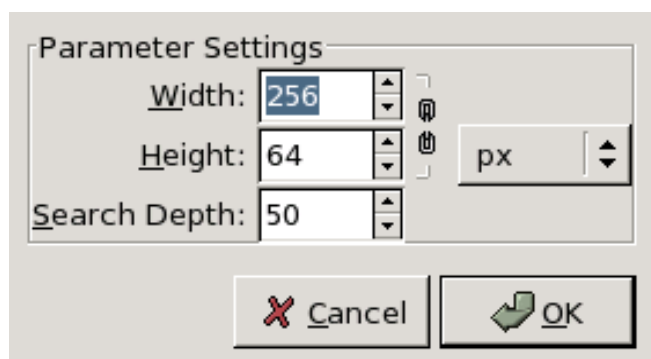 Parameter Settings
Width: 256
Height: 64
px
Search Depth: 50
Cancel OK